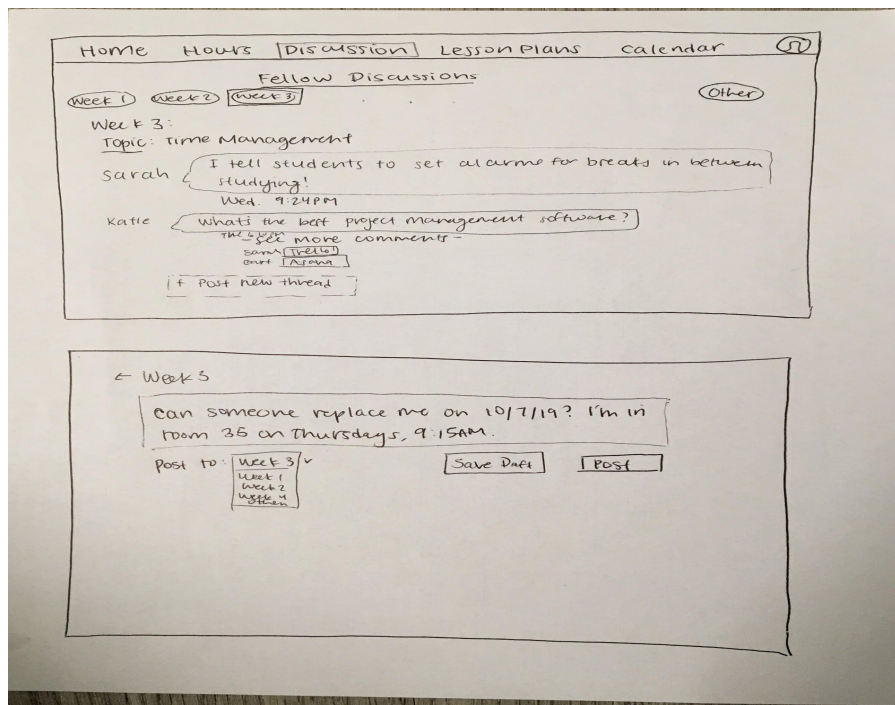 Home Hours Discussion Lesson Plans Calendar
Fellow Discussions
Week 1 Week 2 Week 3 Other
Week 3:
Topic: Time Management
Sarah I tell students to set alarms for breaks in between
studying!
Wed. 9:24PM
Katie What's the best project management software?
- See more comments -
Sarah Trello!
Asana
+ Post new thread
← Week 3
Can someone replace me on 10/7/19? I'm in
room 35 on Thursdays, 9:15AM.
Post to: Week 3 Save Daft Post
Week 1
Week 2
Week 4
Other